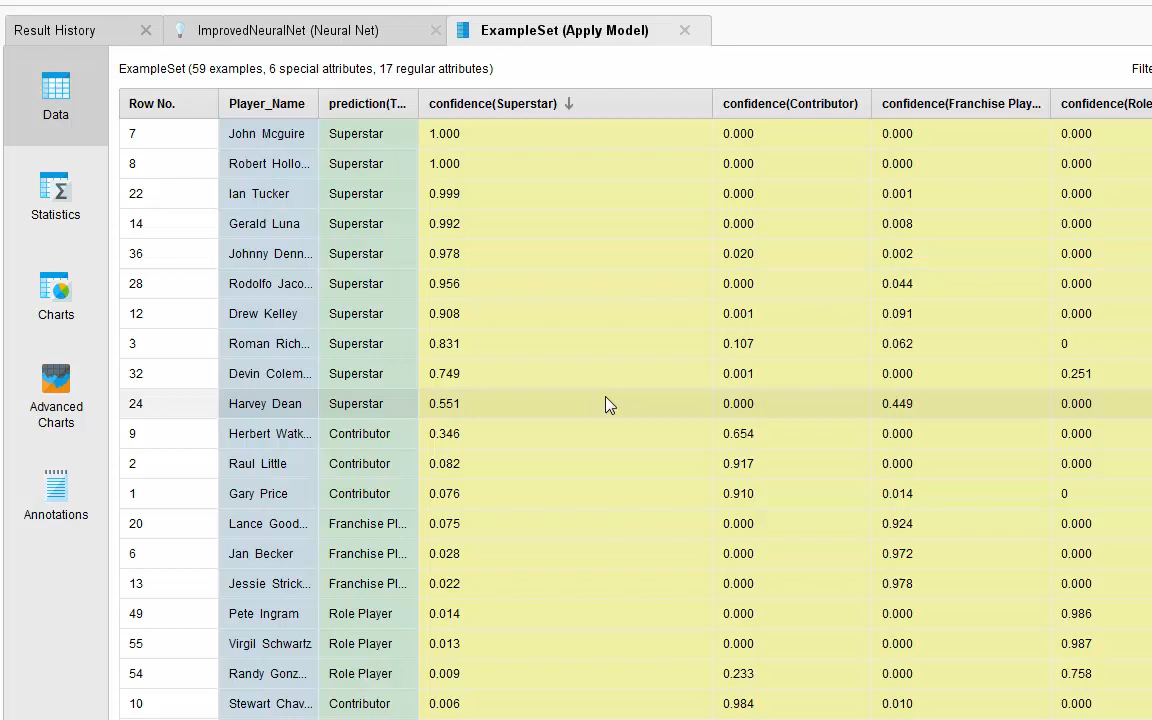 Result History
ImprovedNeuralNet (Neural Net)
ExampleSet (Apply Model)
Data
Statistics
Charts
Advanced
Charts
Annotations
ExampleSet (59 examples, 6 special attributes, 17 regular attributes)
Filte
Row No. Player_Name prediction(T... confidence(Superstar) confidence(Contributor) confidence(Franchise Play... confidence(Role
7 John Mcguire Superstar 1.000 0.000 0.000 0.000
8 Robert Hollo... Superstar 1.000 0.000 0.000 0.000
22 Ian Tucker Superstar 0.999 0.000 0.001 0.000
14 Gerald Luna Superstar 0.992 0.000 0.008 0.000
36 Johnny Denn... Superstar 0.978 0.020 0.002 0.000
28 Rodolfo Jaco... Superstar 0.956 0.000 0.044 0.000
12 Drew Kelley Superstar 0.908 0.001 0.091 0.000
3 Roman Rich... Superstar 0.831 0.107 0.062 0
32 Devin Colem... Superstar 0.749 0.001 0.000 0.251
24 Harvey Dean Superstar 0.551 0.000 0.449 0.000
9 Herbert Watk... Contributor 0.346 0.654 0.000 0.000
2 Raul Little Contributor 0.082 0.917 0.000 0.000
1 Gary Price Contributor 0.076 0.910 0.014 0
20 Lance Good... Franchise Pl... 0.075 0.000 0.924 0.000
6 Jan Becker Franchise Pl... 0.028 0.000 0.972 0.000
13 Jessie Strick... Franchise Pl... 0.022 0.000 0.978 0.000
49 Pete Ingram Role Player 0.014 0.000 0.000 0.986
55 Virgil Schwartz Role Player 0.013 0.000 0.000 0.987
54 Randy Gonz... Role Player 0.009 0.233 0.000 0.758
10 Stewart Chav... Contributor 0.006 0.984 0.010 0.000